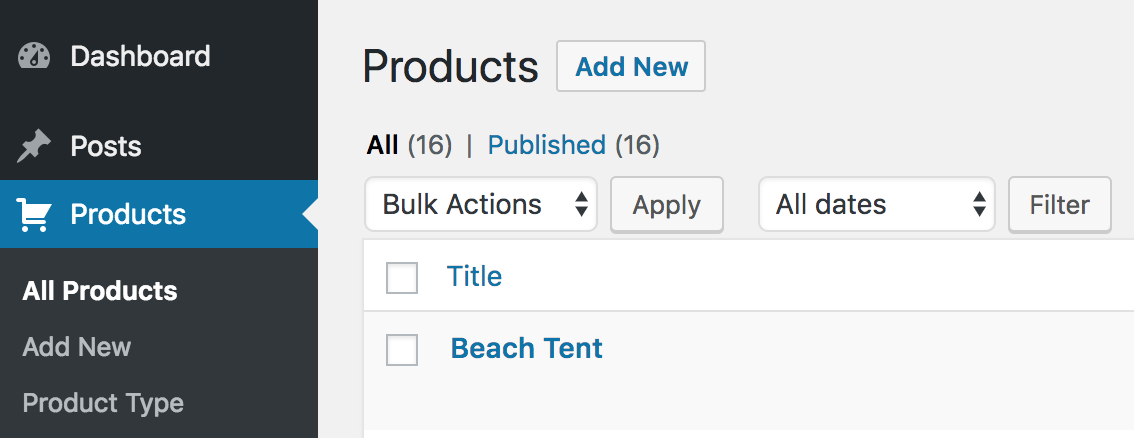 Dashboard
Posts
Products
All Products
Add New
Product Type
Products Add New
All (16) | Published (16)
Bulk Actions Apply All dates Filter
Title
Beach Tent